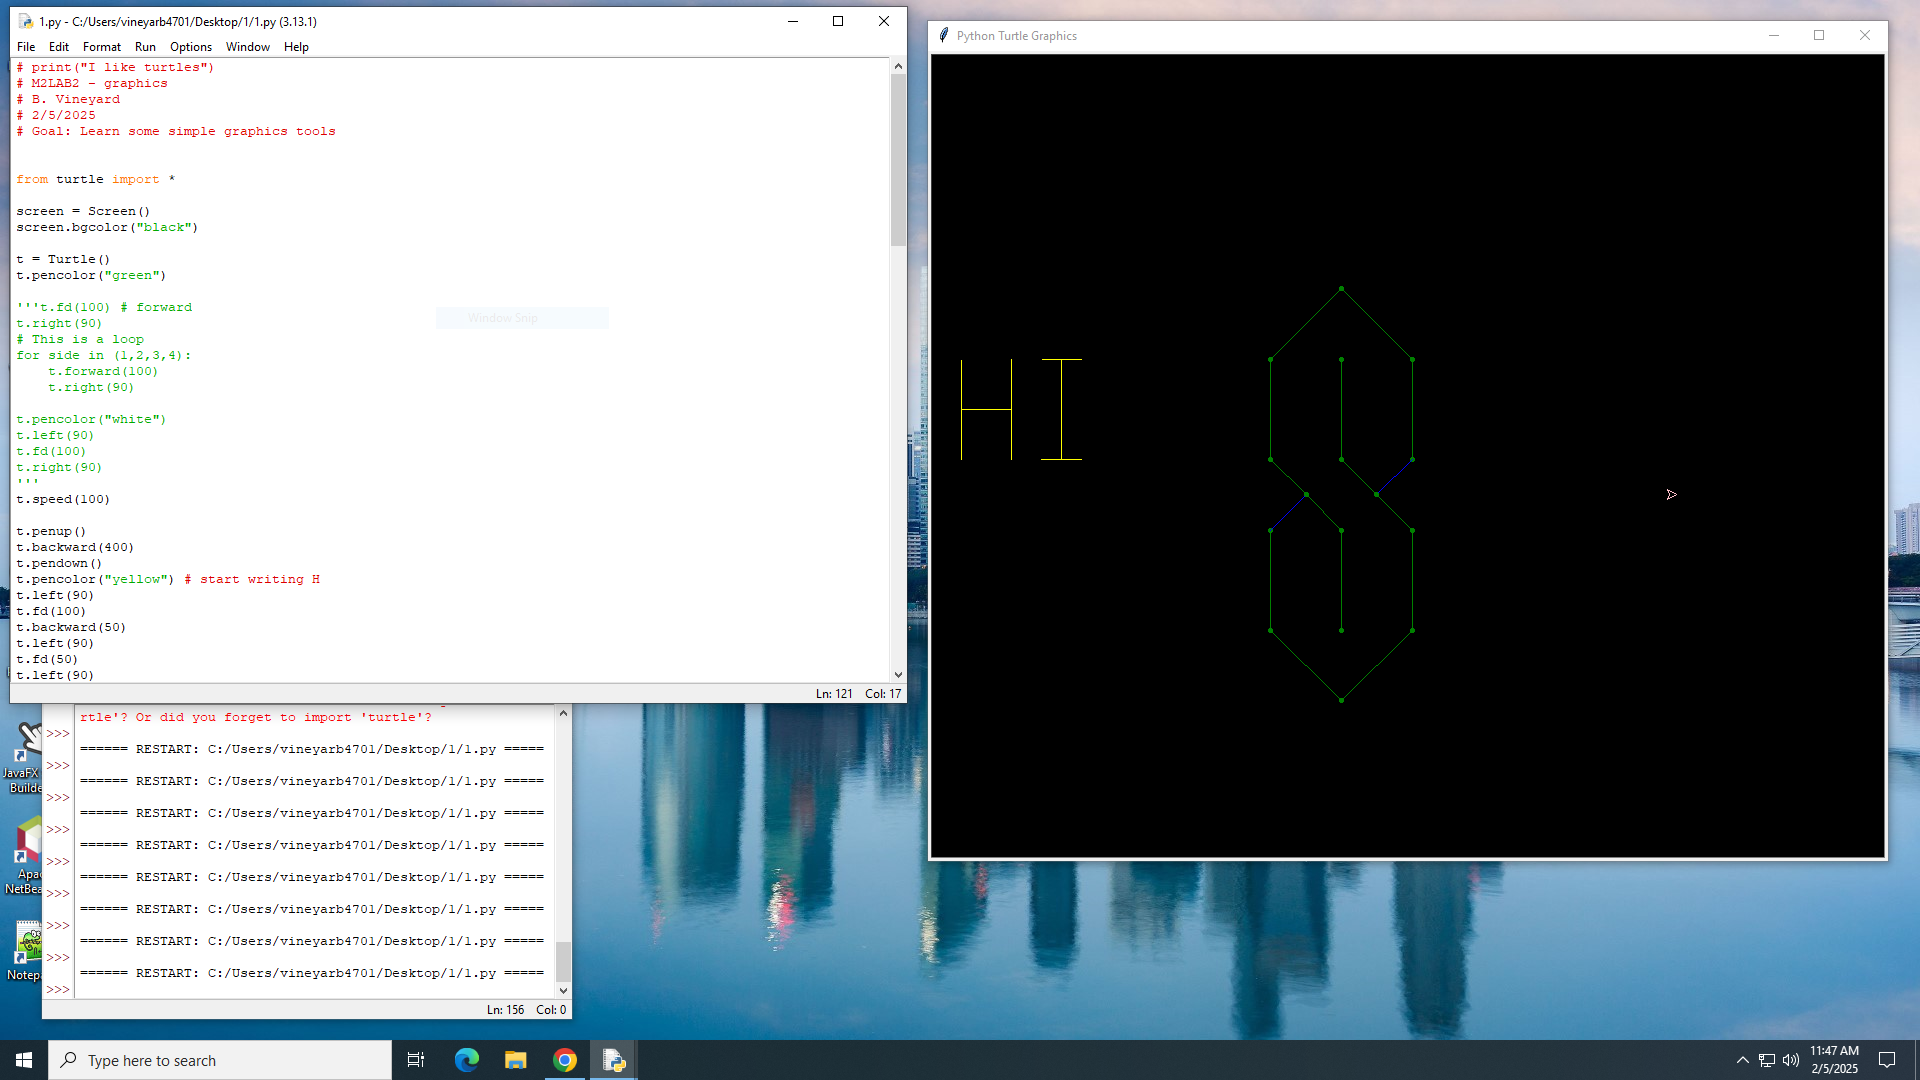 1.py - C:/Users/vineyarb4701/Desktop/1/1.py (3.13.1)
File Edit Format Run Options Window Help
# print("I like turtles")
# M2LAB2 - graphics
# B. Vineyard
# 2/5/2025
# Goal: Learn some simple graphics tools
from turtle import *
screen = Screen()
screen.bgcolor("black")
t = Turtle()
t.pencolor("green")
'''t.fd(100) # forward
t.right(90)
# This is a loop
for side in (1,2,3,4):
    t.forward(100)
    t.right(90)
t.pencolor("white")
t.left(90)
t.fd(100)
t.right(90)
'''
t.speed(100)
t.penup()
t.backward(400)
t.pendown()
t.pencolor("yellow") # start writing H
t.left(90)
t.fd(100)
t.backward(50)
t.left(90)
t.fd(50)
t.left(90)
Window Snip
Ln: 121 Col: 17
Python Turtle Graphics
HI
rtle'? Or did you forget to import 'turtle'?
>>>
====== RESTART: C:/Users/vineyarb4701/Desktop/1/1.py =====
>>>
====== RESTART: C:/Users/vineyarb4701/Desktop/1/1.py =====
>>>
====== RESTART: C:/Users/vineyarb4701/Desktop/1/1.py =====
>>>
====== RESTART: C:/Users/vineyarb4701/Desktop/1/1.py =====
>>>
====== RESTART: C:/Users/vineyarb4701/Desktop/1/1.py =====
>>>
====== RESTART: C:/Users/vineyarb4701/Desktop/1/1.py =====
>>>
====== RESTART: C:/Users/vineyarb4701/Desktop/1/1.py =====
>>>
====== RESTART: C:/Users/vineyarb4701/Desktop/1/1.py =====
>>>
Ln: 156 Col: 0
JavaFX
Builde
Apac
NetBea
Notep
Type here to search
11:47 AM
2/5/2025